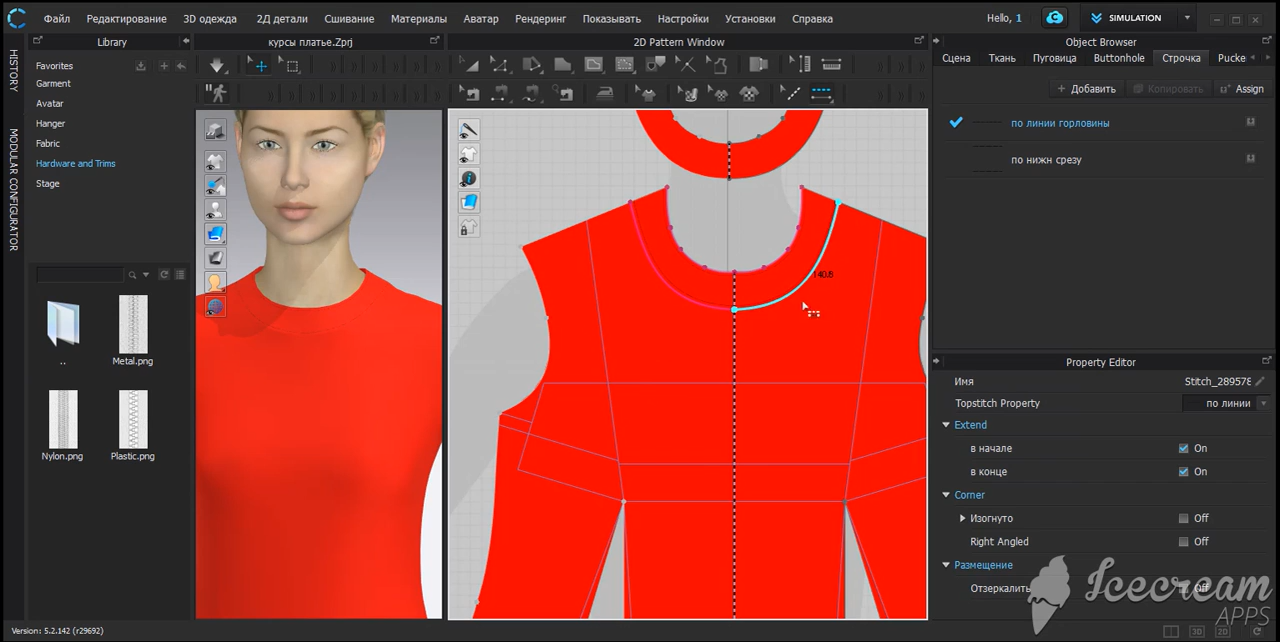 Файл Редактирование 3D одежда 2Д детали Сшивание Материалы Аватар Рендеринг Показывать Настройки Установки Справка Hello, 1 SIMULATION
HISTORY
MODULAR CONFIGURATOR
Library
Favorites
Garment
Avatar
Hanger
Fabric
Hardware and Trims
Stage
..
Metal.png
Nylon.png
Plastic.png
курсы платье.Zprj
2D Pattern Window
140.8
Object Browser
Сцена Ткань Пуговица Buttonhole Строчка Pucke
+ Добавить Копировать Assign
по линии горловины
по нижн срезу
Property Editor
Имя Stitch_289578
Topstitch Property по линии
Extend
в начале On
в конце On
Corner
Изогнуто Off
Right Angled Off
Размещение
Отзеркалить Off
Icecream
APPS
Version: 5.2.142 (r29692)
3D 2D